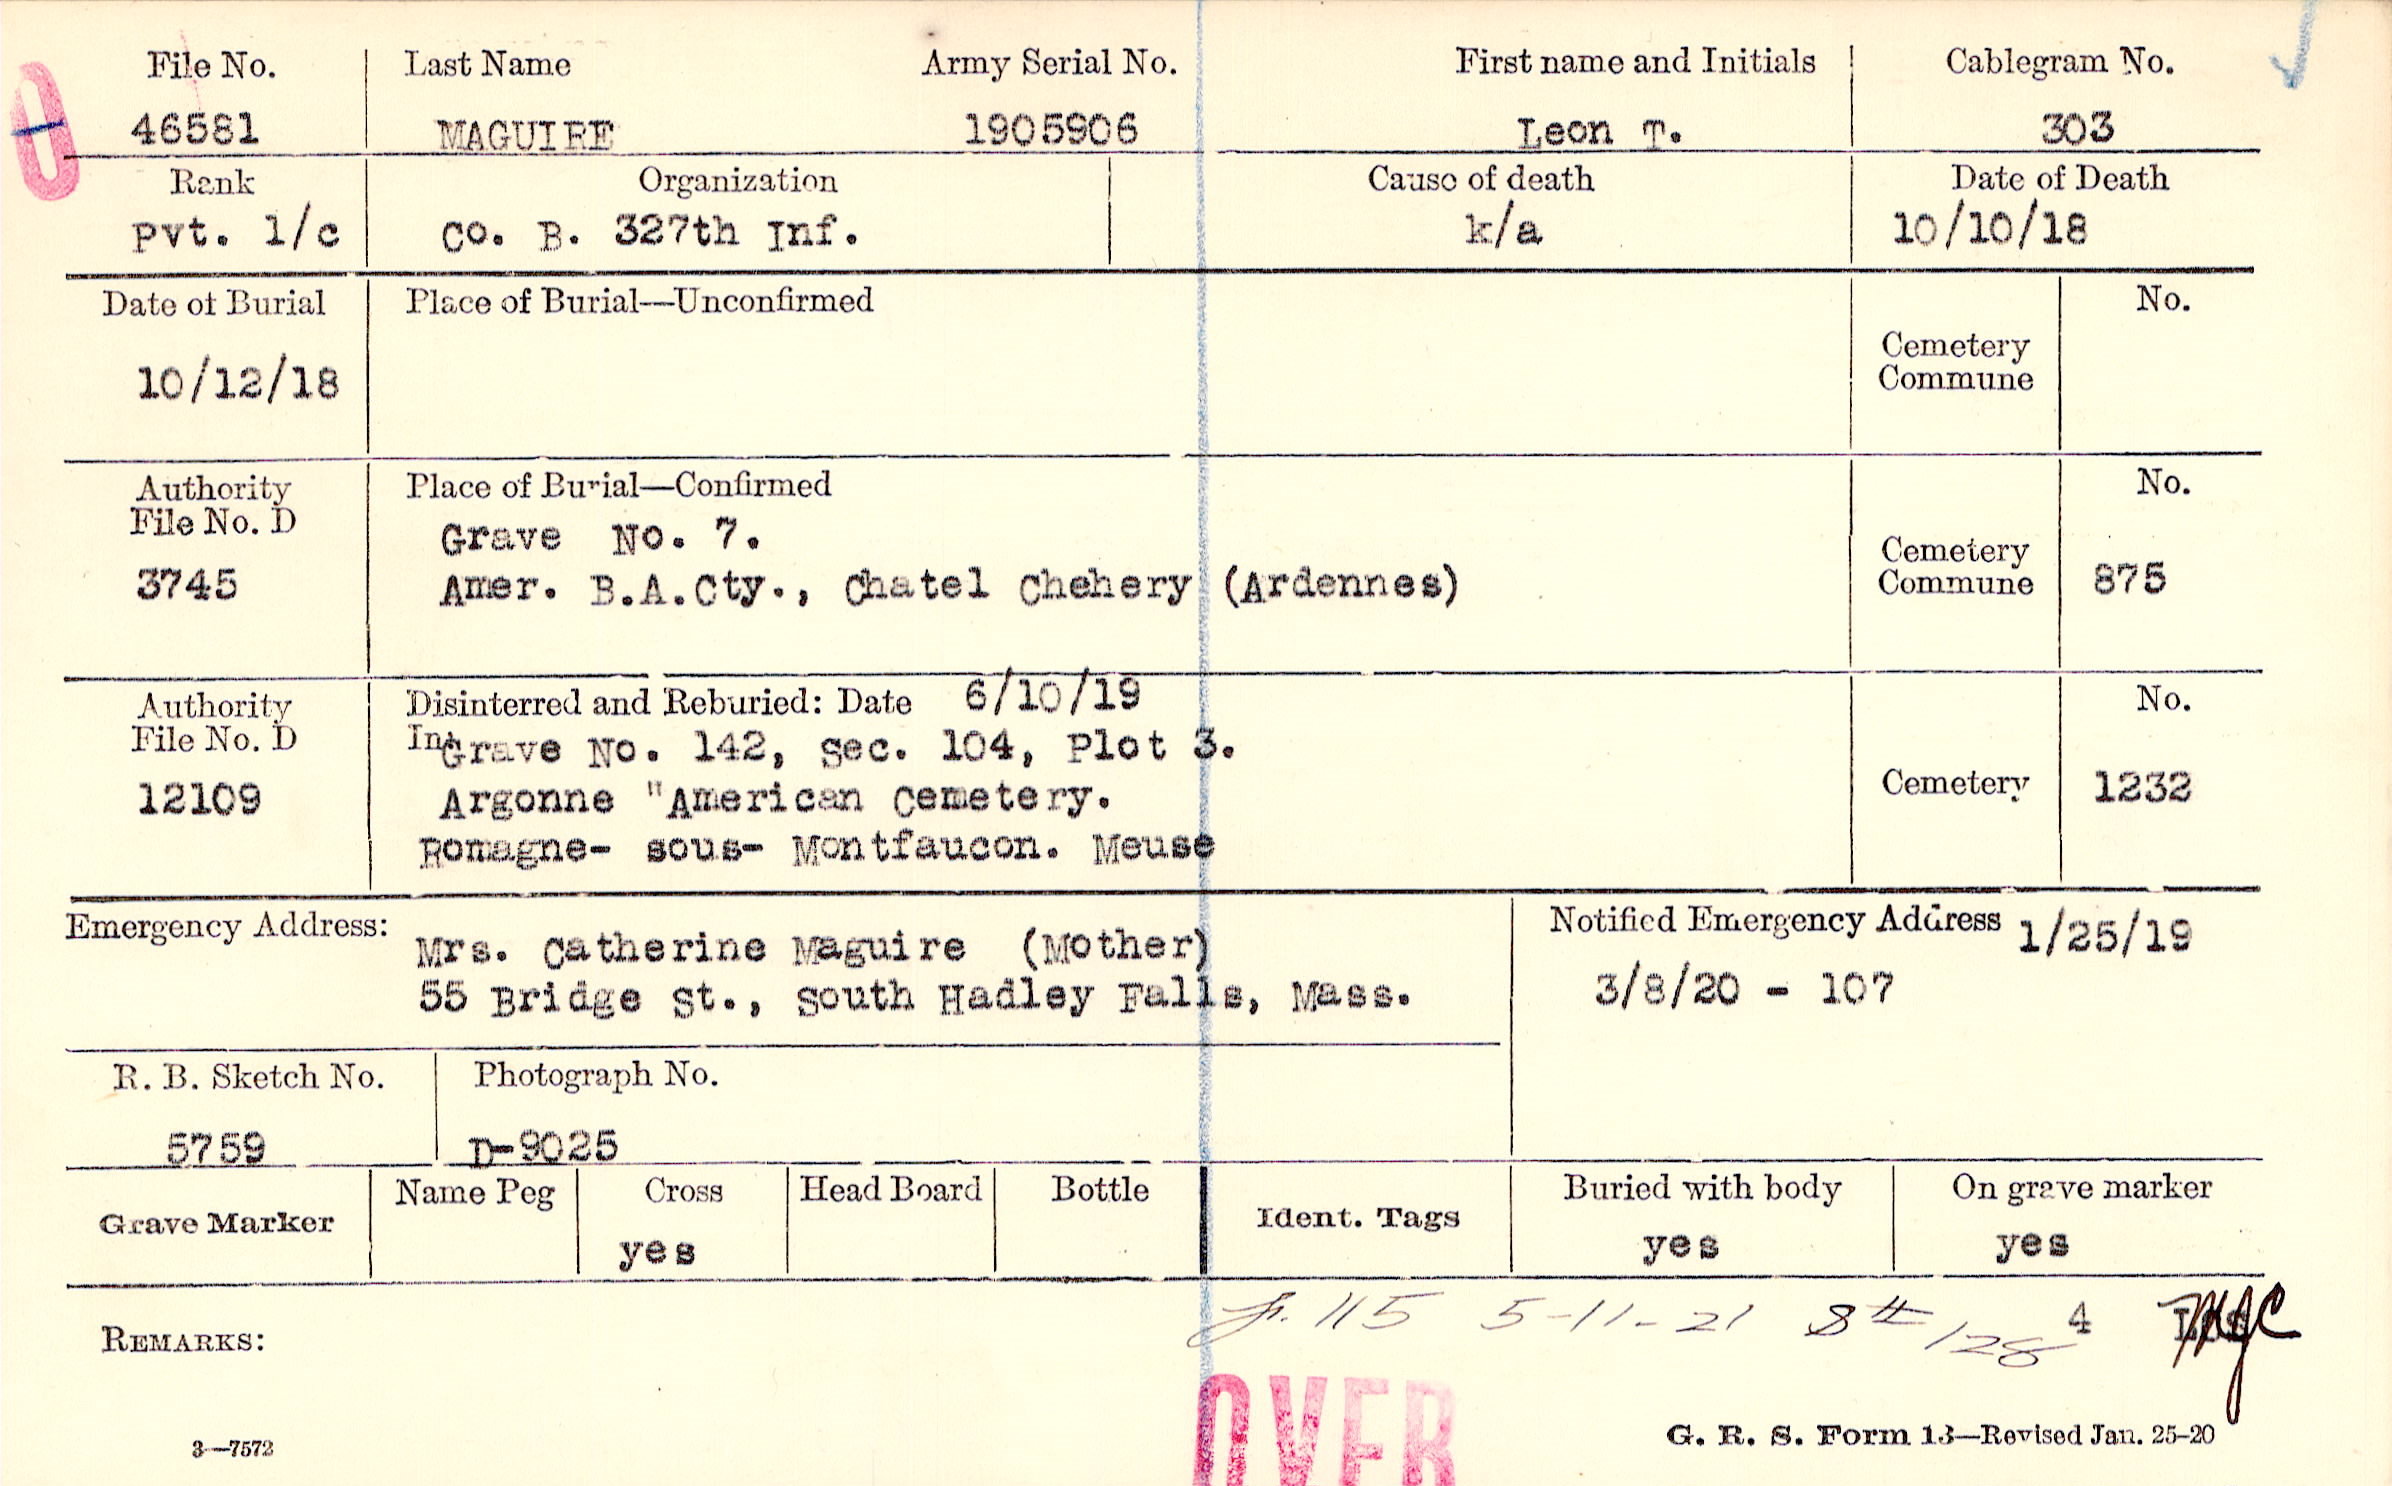 File No. Last Name Army Serial No. First name and Initials Cablegram No.
46581 MAGUIRE 1905906 Leon T. 303
Rank Organization Cause of death Date of Death
Pvt. 1/c Co. B. 327th Inf. k/a 10/10/18
Date of Burial Place of Burial—Unconfirmed No.
10/12/18 Cemetery
Commune
Authority Place of Burial—Confirmed No.
File No. D Grave No. 7.
3745 Amer. B.A.Cty., Chatel Chehery (Ardennes) Cemetery
Commune 875
Authority Disinterred and Reburied: Date 6/10/19 No.
File No. D In Grave No. 142, Sec. 104, Plot 3.
12109 Argonne "American Cemetery. Cemetery 1232
Romagne- sous- Montfaucon. Meuse
Emergency Address: Notified Emergency Address 1/25/19
Mrs. Catherine Maguire (Mother)
55 Bridge St., South Hadley Falls, Mass. 3/8/20 - 107
R. B. Sketch No. Photograph No.
5759 D-9025
Grave Marker Name Peg Cross Head Board Bottle Ident. Tags Buried with body On grave marker
yes yes yes
115 5-11-21 8th 128 4 MJC
REMARKS:
OVER
3—7572 G. R. S. Form 13—Revised Jan. 25-20